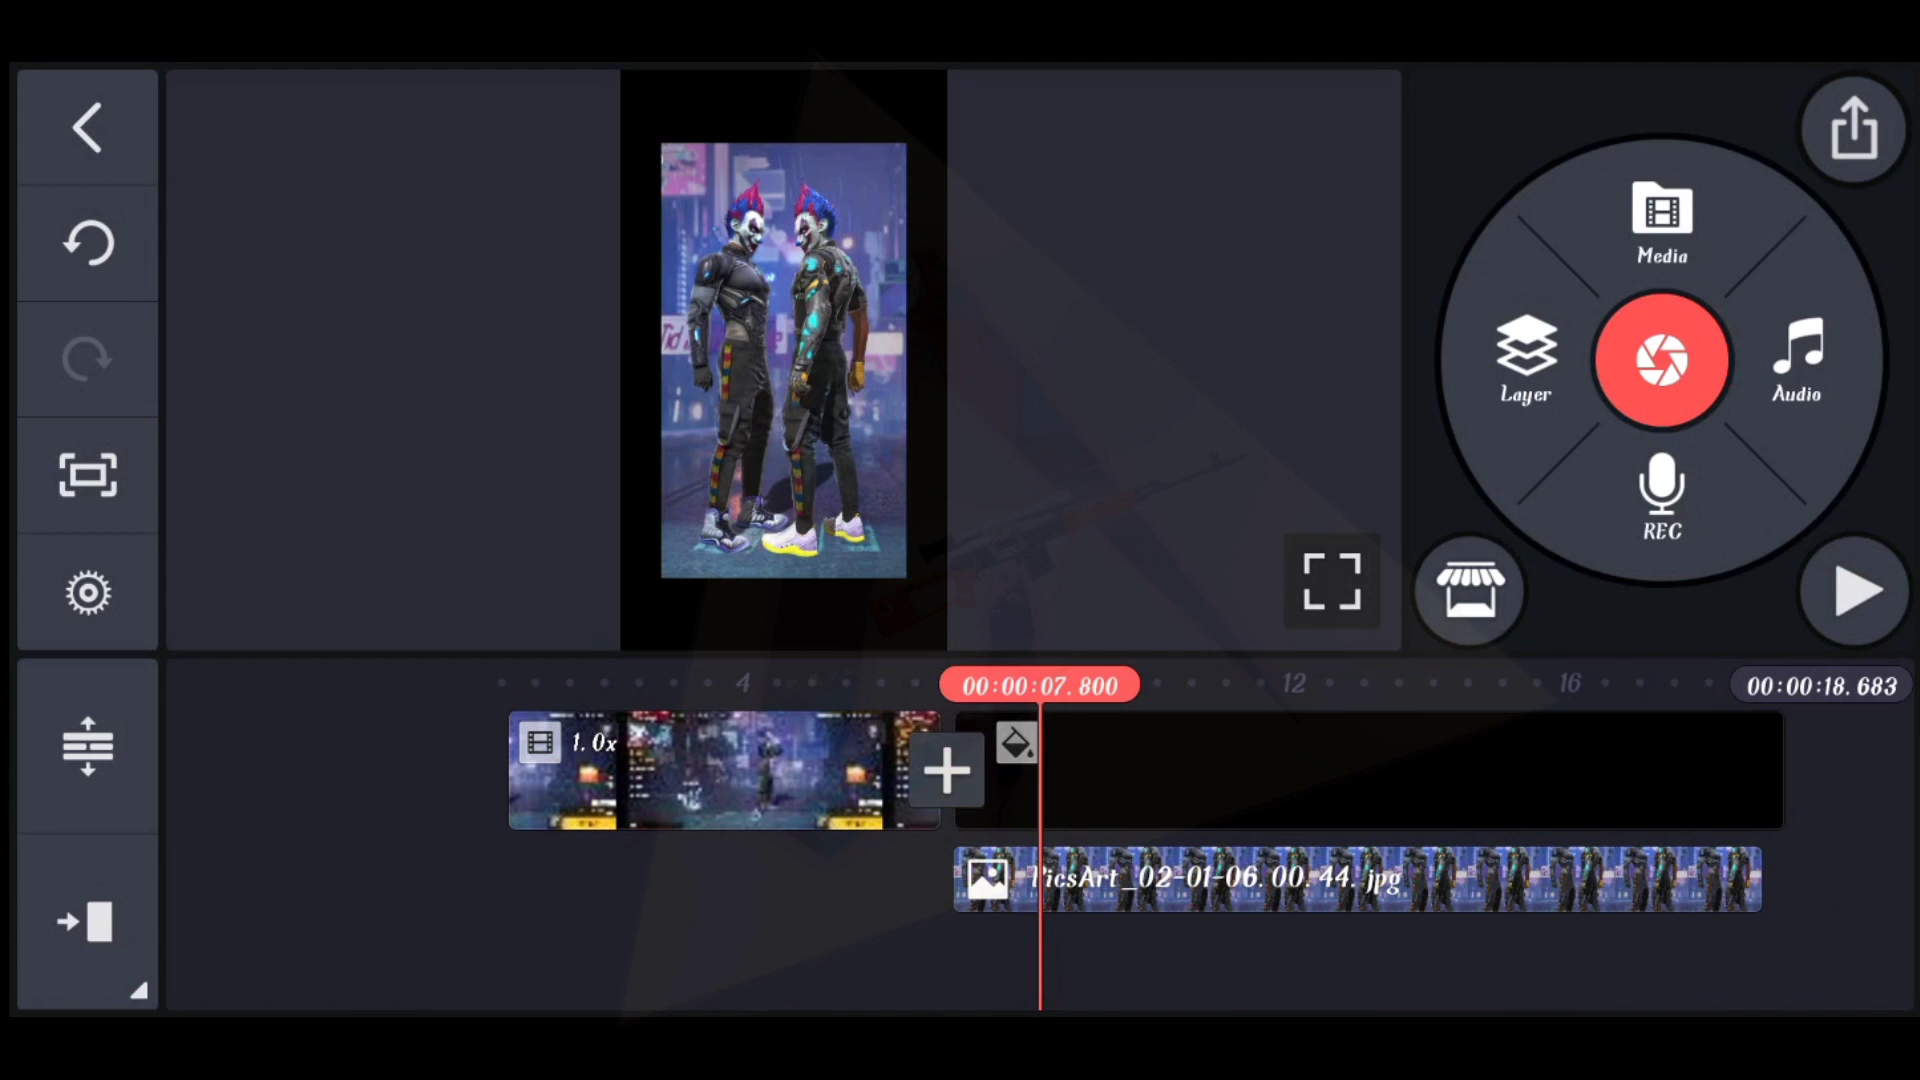 Media
Layer
Audio
REC
4
00:00:07.800
12
16
00:00:18.683
1.0x
PicsArt_02-01-06.00.44.jpg